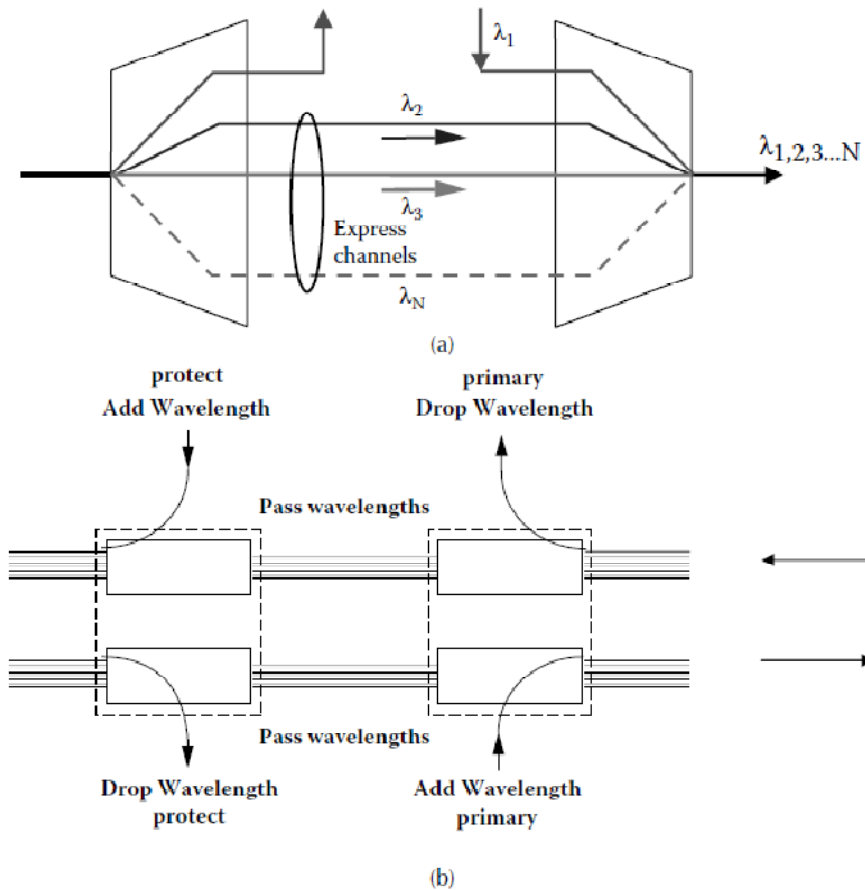 λ1
λ2
λ1,2,3...N
λ3
Express
channels
λN
(a)
protect
Add Wavelength
primary
Drop Wavelength
Pass wavelengths
Pass wavelengths
Drop Wavelength
protect
Add Wavelength
primary
(b)